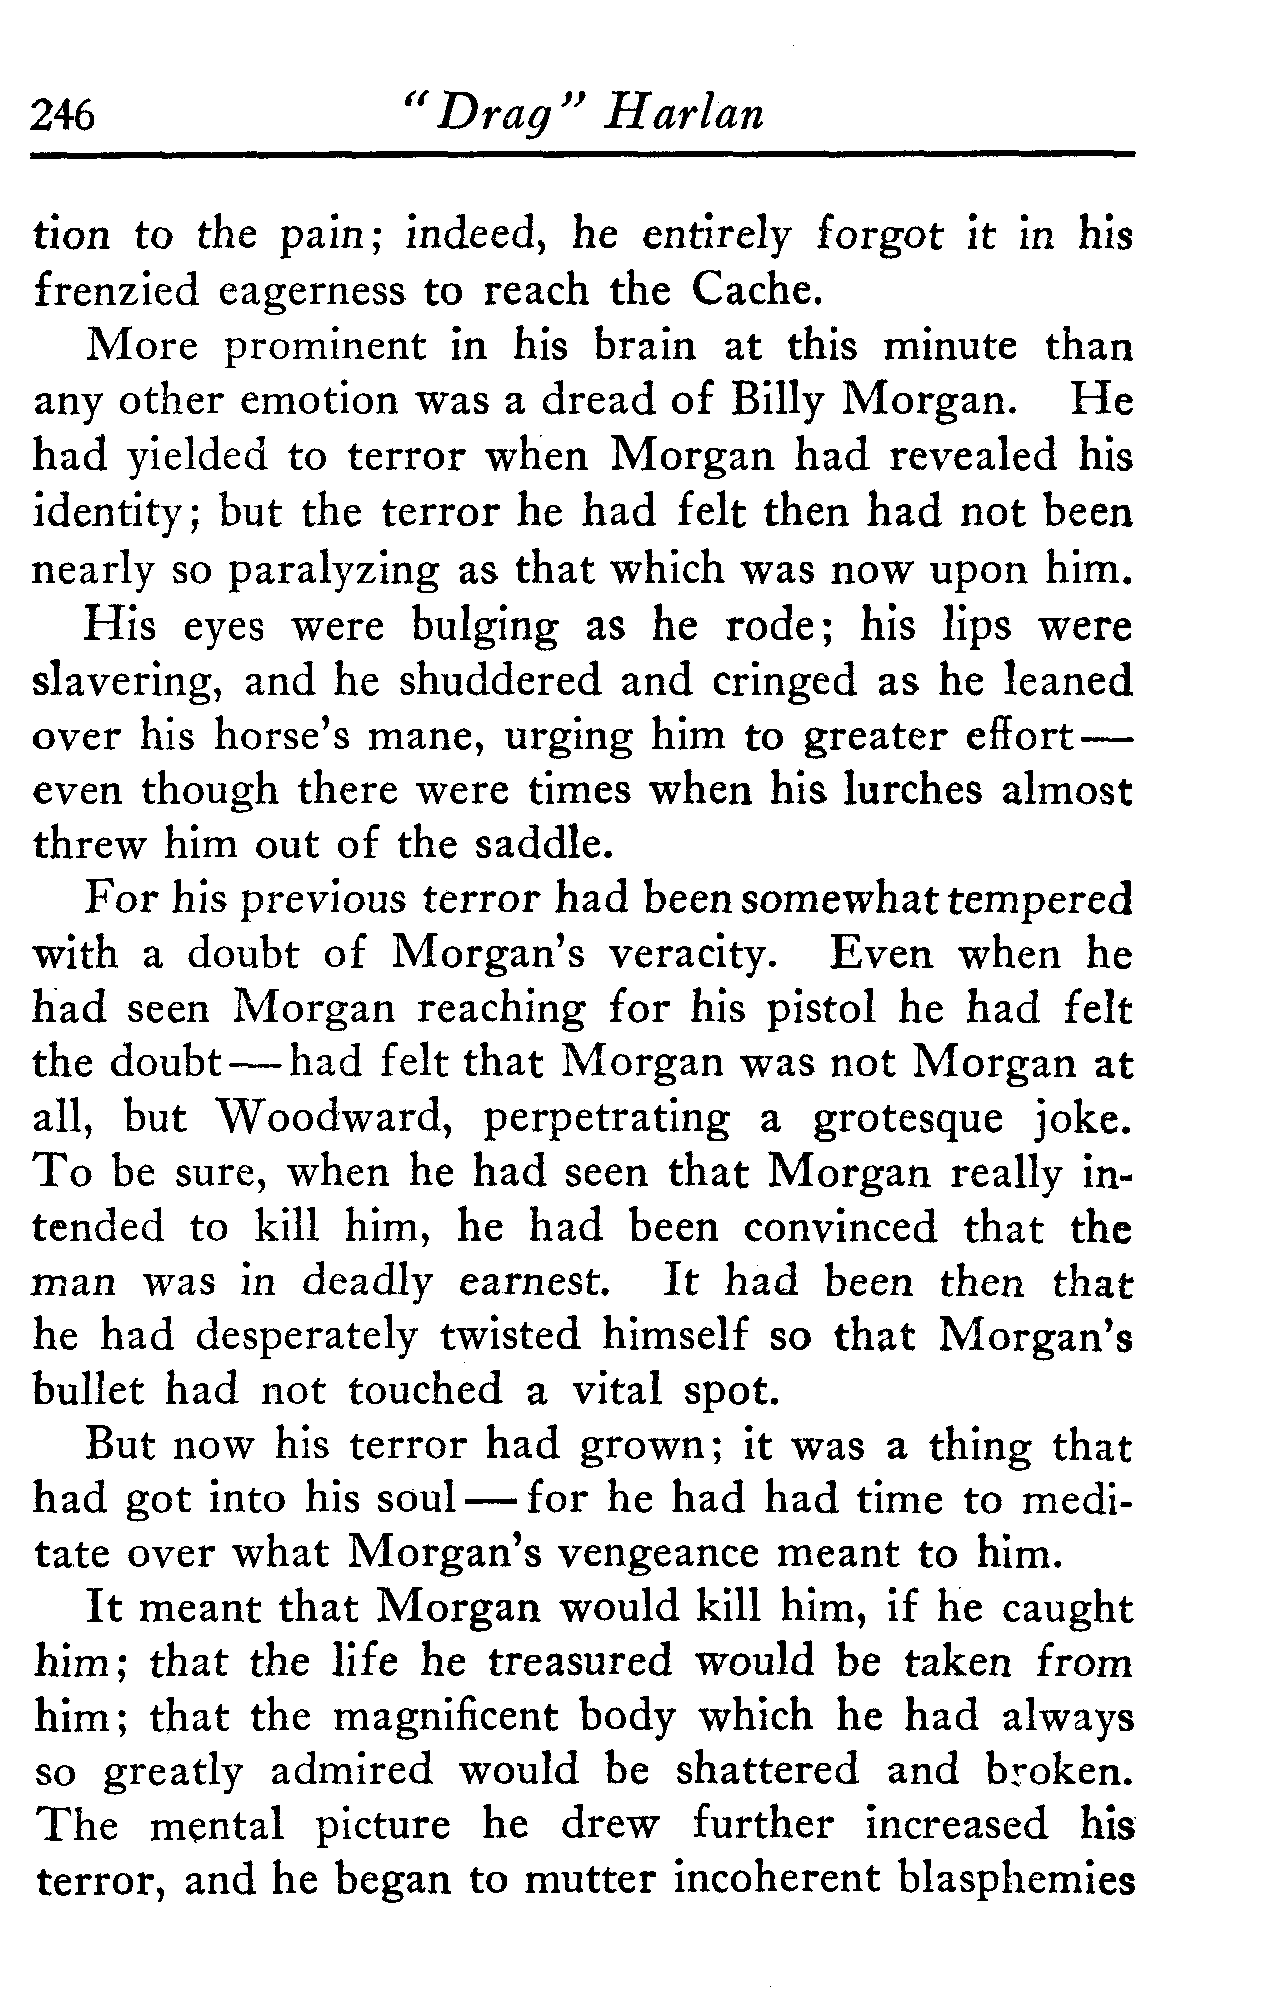 246 "Drag" Harlan
tion to the pain; indeed, he entirely forgot it in his
frenzied eagerness to reach the Cache.
More prominent in his brain at this minute than
any other emotion was a dread of Billy Morgan. He
had yielded to terror when Morgan had revealed his
identity; but the terror he had felt then had not been
nearly so paralyzing as that which was now upon him.
His eyes were bulging as he rode; his lips were
slavering, and he shuddered and cringed as he leaned
over his horse's mane, urging him to greater effort—
even though there were times when his lurches almost
threw him out of the saddle.
For his previous terror had been somewhat tempered
with a doubt of Morgan's veracity. Even when he
had seen Morgan reaching for his pistol he had felt
the doubt—had felt that Morgan was not Morgan at
all, but Woodward, perpetrating a grotesque joke.
To be sure, when he had seen that Morgan really in-
tended to kill him, he had been convinced that the
man was in deadly earnest. It had been then that
he had desperately twisted himself so that Morgan's
bullet had not touched a vital spot.
But now his terror had grown; it was a thing that
had got into his soul—for he had had time to medi-
tate over what Morgan's vengeance meant to him.
It meant that Morgan would kill him, if he caught
him; that the life he treasured would be taken from
him; that the magnificent body which he had always
so greatly admired would be shattered and broken.
The mental picture he drew further increased his
terror, and he began to mutter incoherent blasphemies